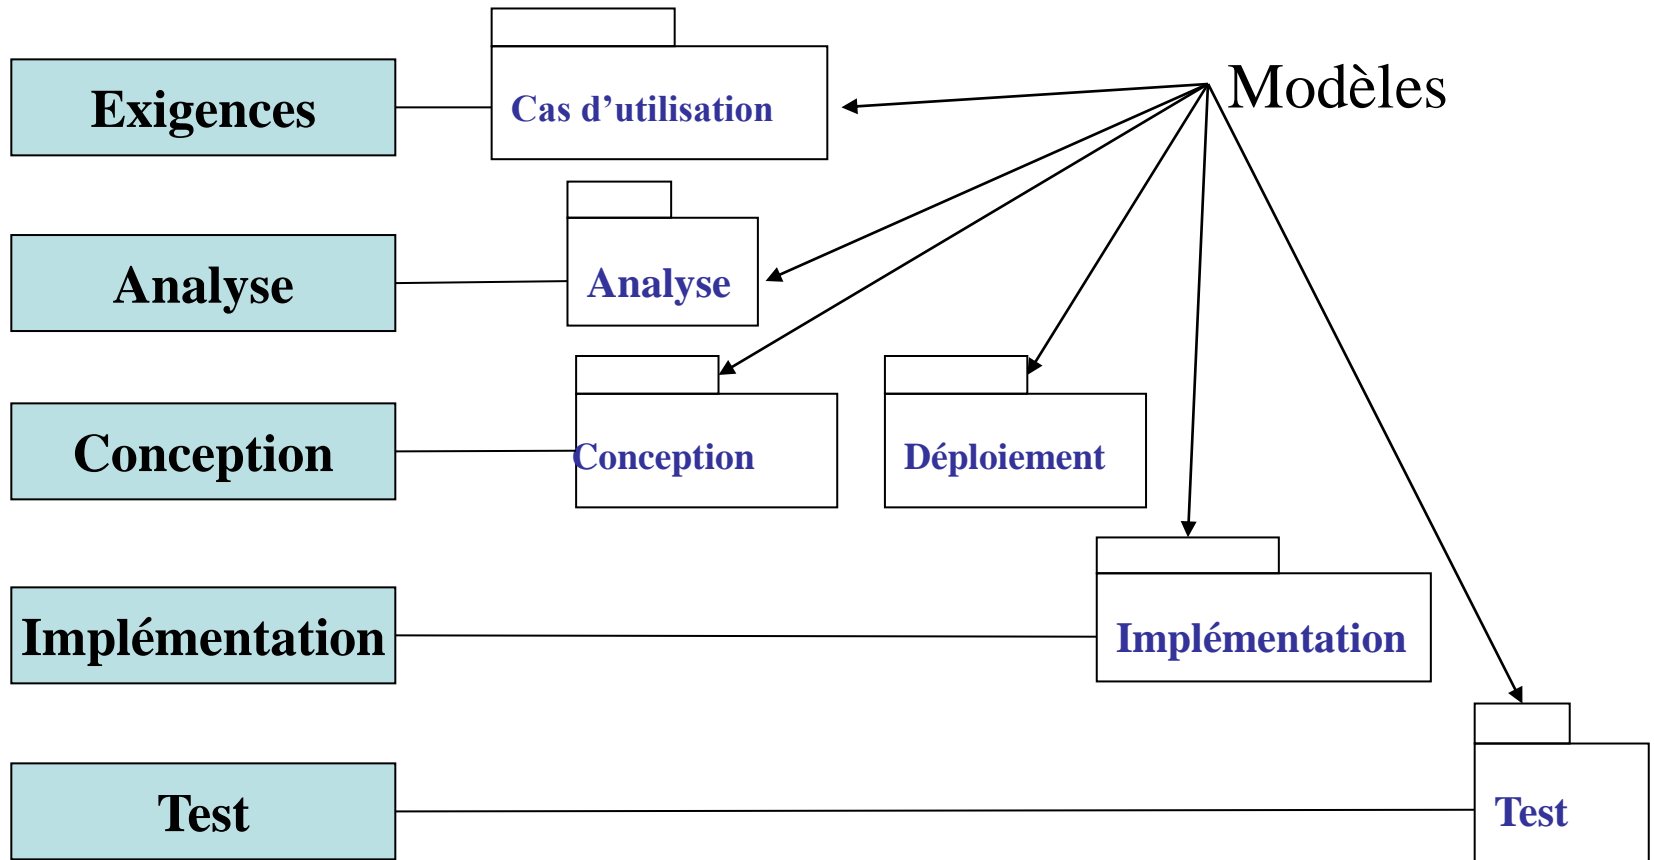 Modèles
Exigences
Cas d’utilisation
Analyse
Analyse
Conception
Conception
Déploiement
Implémentation
Implémentation
Test
Test